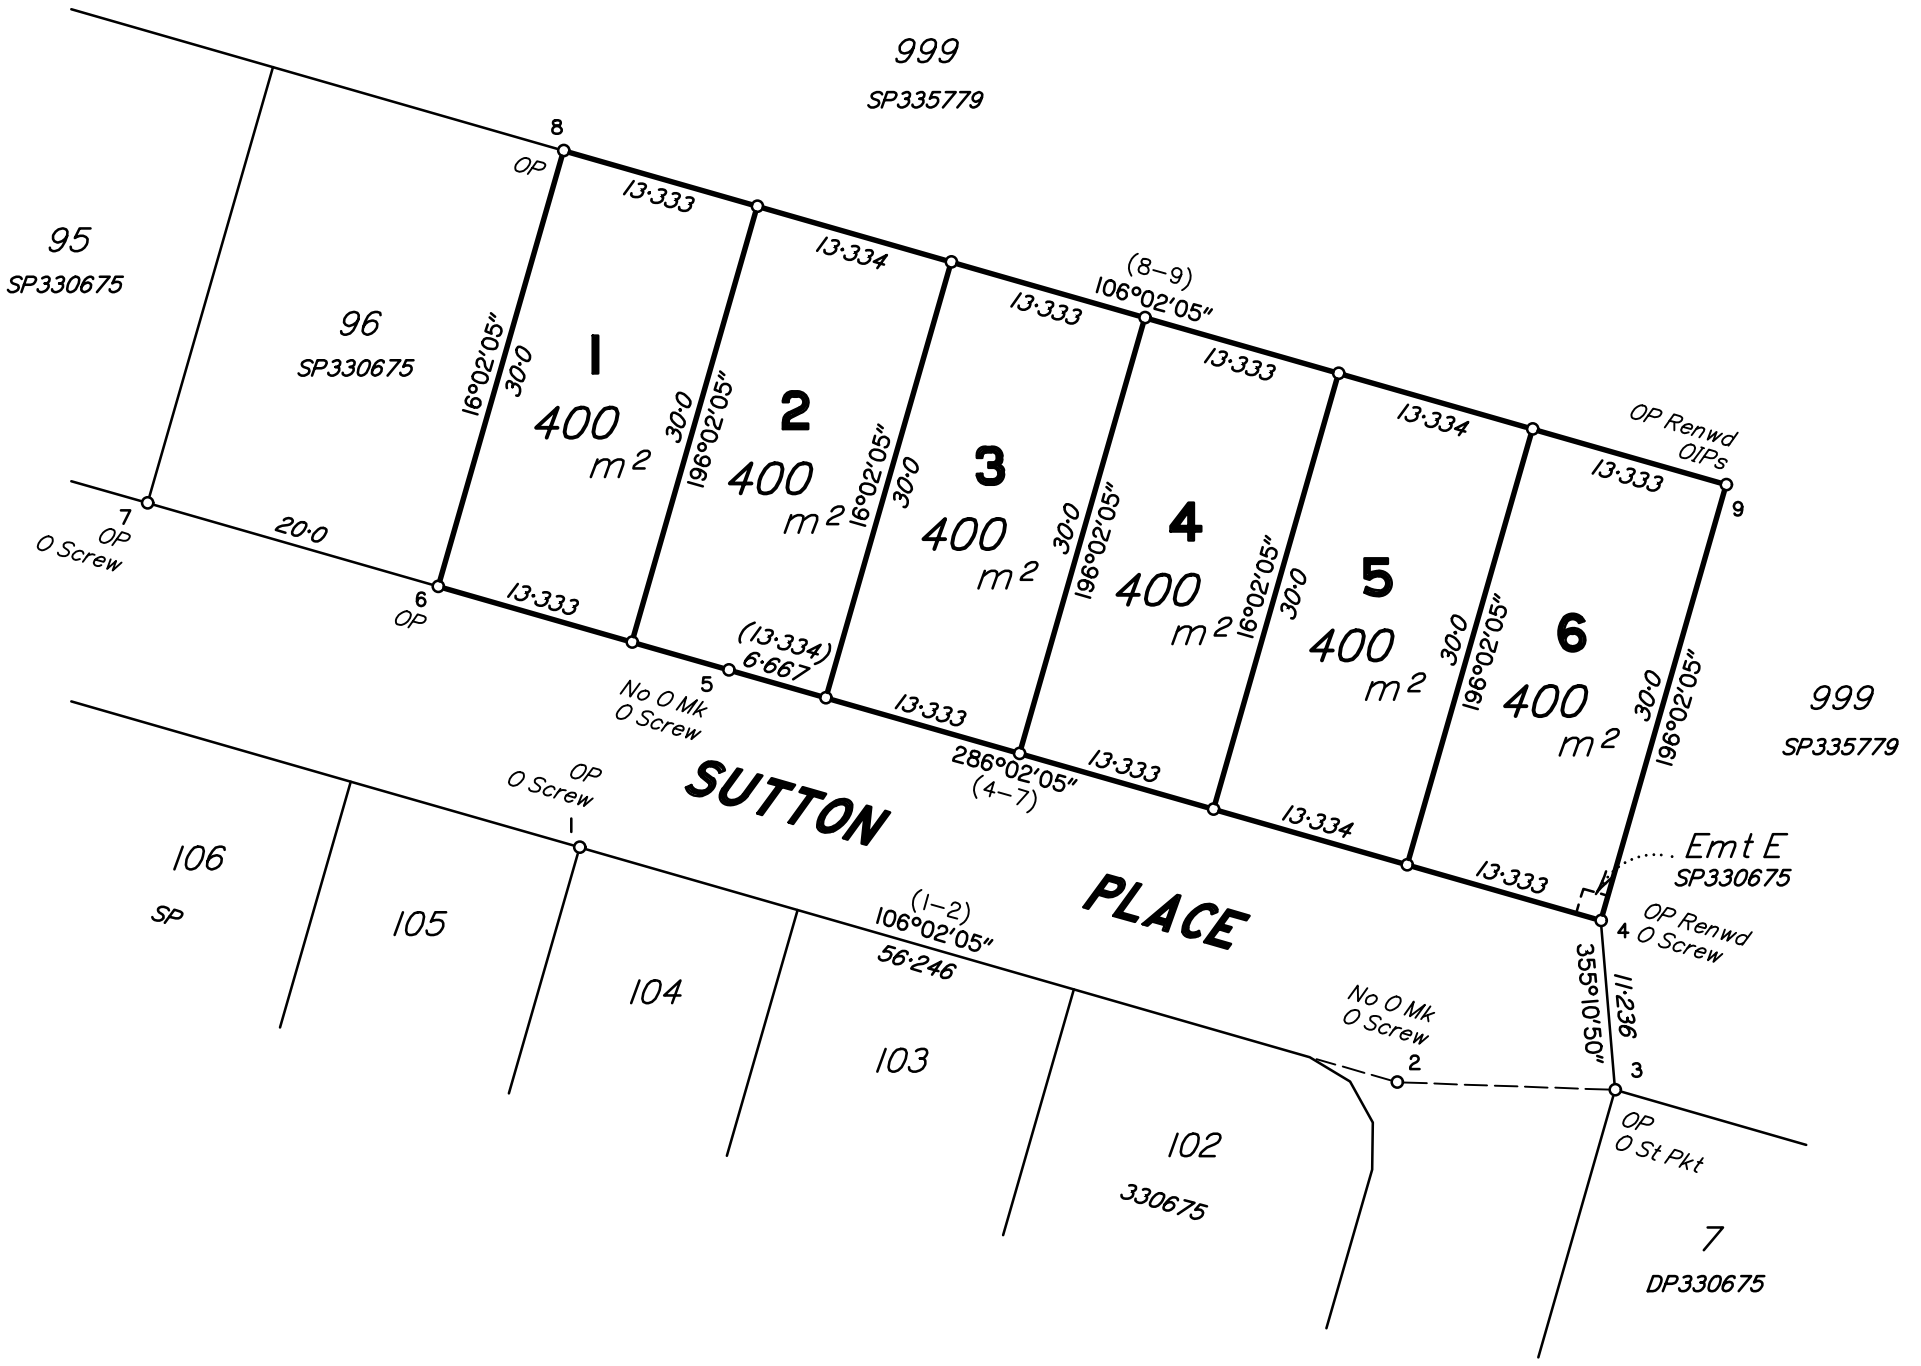 999
SP335779
8
OP
13·333
13·334
13·333
(8–9)
106°02′05″
13·333
13·334
13·333
OP Renwd
OIPs
9
95
SP330675
96
SP330675
16°02′05″
30·0
1
400
m²
30·0
196°02′05″
2
400
m²
16°02′05″
30·0
3
400
m²
30·0
196°02′05″
4
400
m²
16°02′05″
30·0
5
400
m²
30·0
196°02′05″
6
400
m²
30·0
196°02′05″
999
SP335779
7
OP
O Screw
20·0
6
OP
13·333
(13·334)
6·667
5
No O Mk
O Screw
13·333
286°02′05″
(4–7)
13·333
13·334
13·333
Emt E
SP330675
4
OP Renwd
O Screw
SUTTON PLACE
OP
O Screw
1
(1–2)
106°02′05″
56·246
355°10′50″
11·236
No O Mk
O Screw
2
3
OP
O St Pkt
106
SP
105
104
103
102
330675
7
DP330675